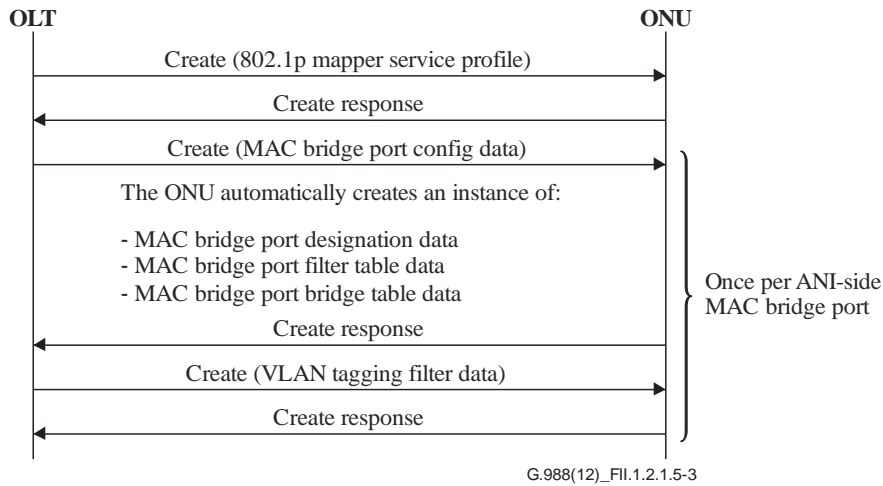 OLT
ONU
Create (802.1p mapper service profile)
Create response
Create (MAC bridge port config data)
The ONU automatically creates an instance of:
- MAC bridge port designation data
- MAC bridge port filter table data
- MAC bridge port bridge table data
Once per ANI-side
MAC bridge port
Create response
Create (VLAN tagging filter data)
Create response
G.988(12)_FII.1.2.1.5-3